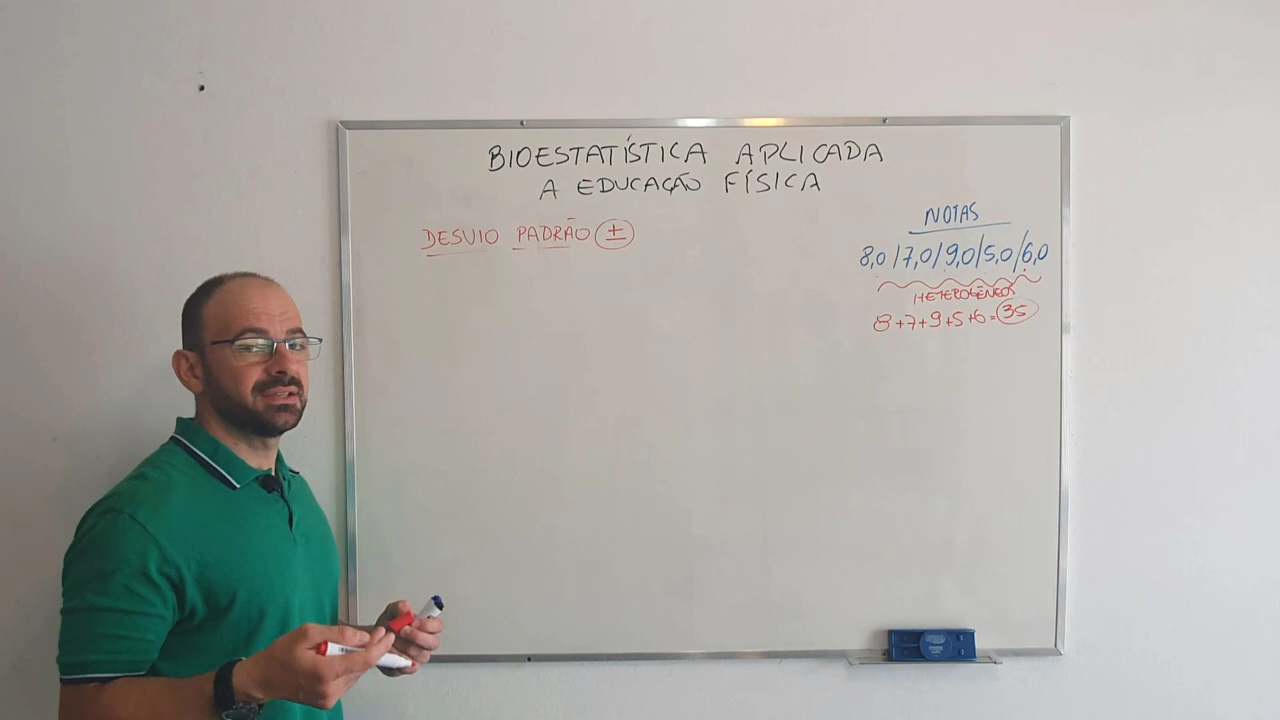 BIOESTATÍSTICA APLICADA
A EDUCAÇÃO FÍSICA
DESVIO PADRÃO ±
NOTAS
8,0/7,0/9,0/5,0/6,0
HETEROGÊNEOS
8+7+9+5+6=35